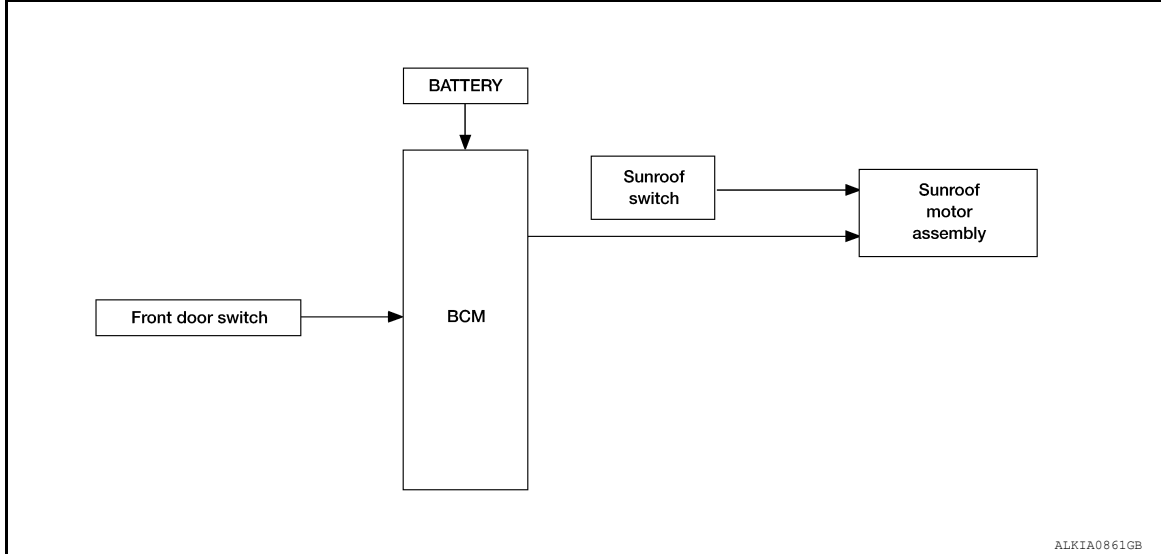 BATTERY
Sunroof
switch
Sunroof
motor
assembly
Front door switch
BCM
ALKIA0861GB